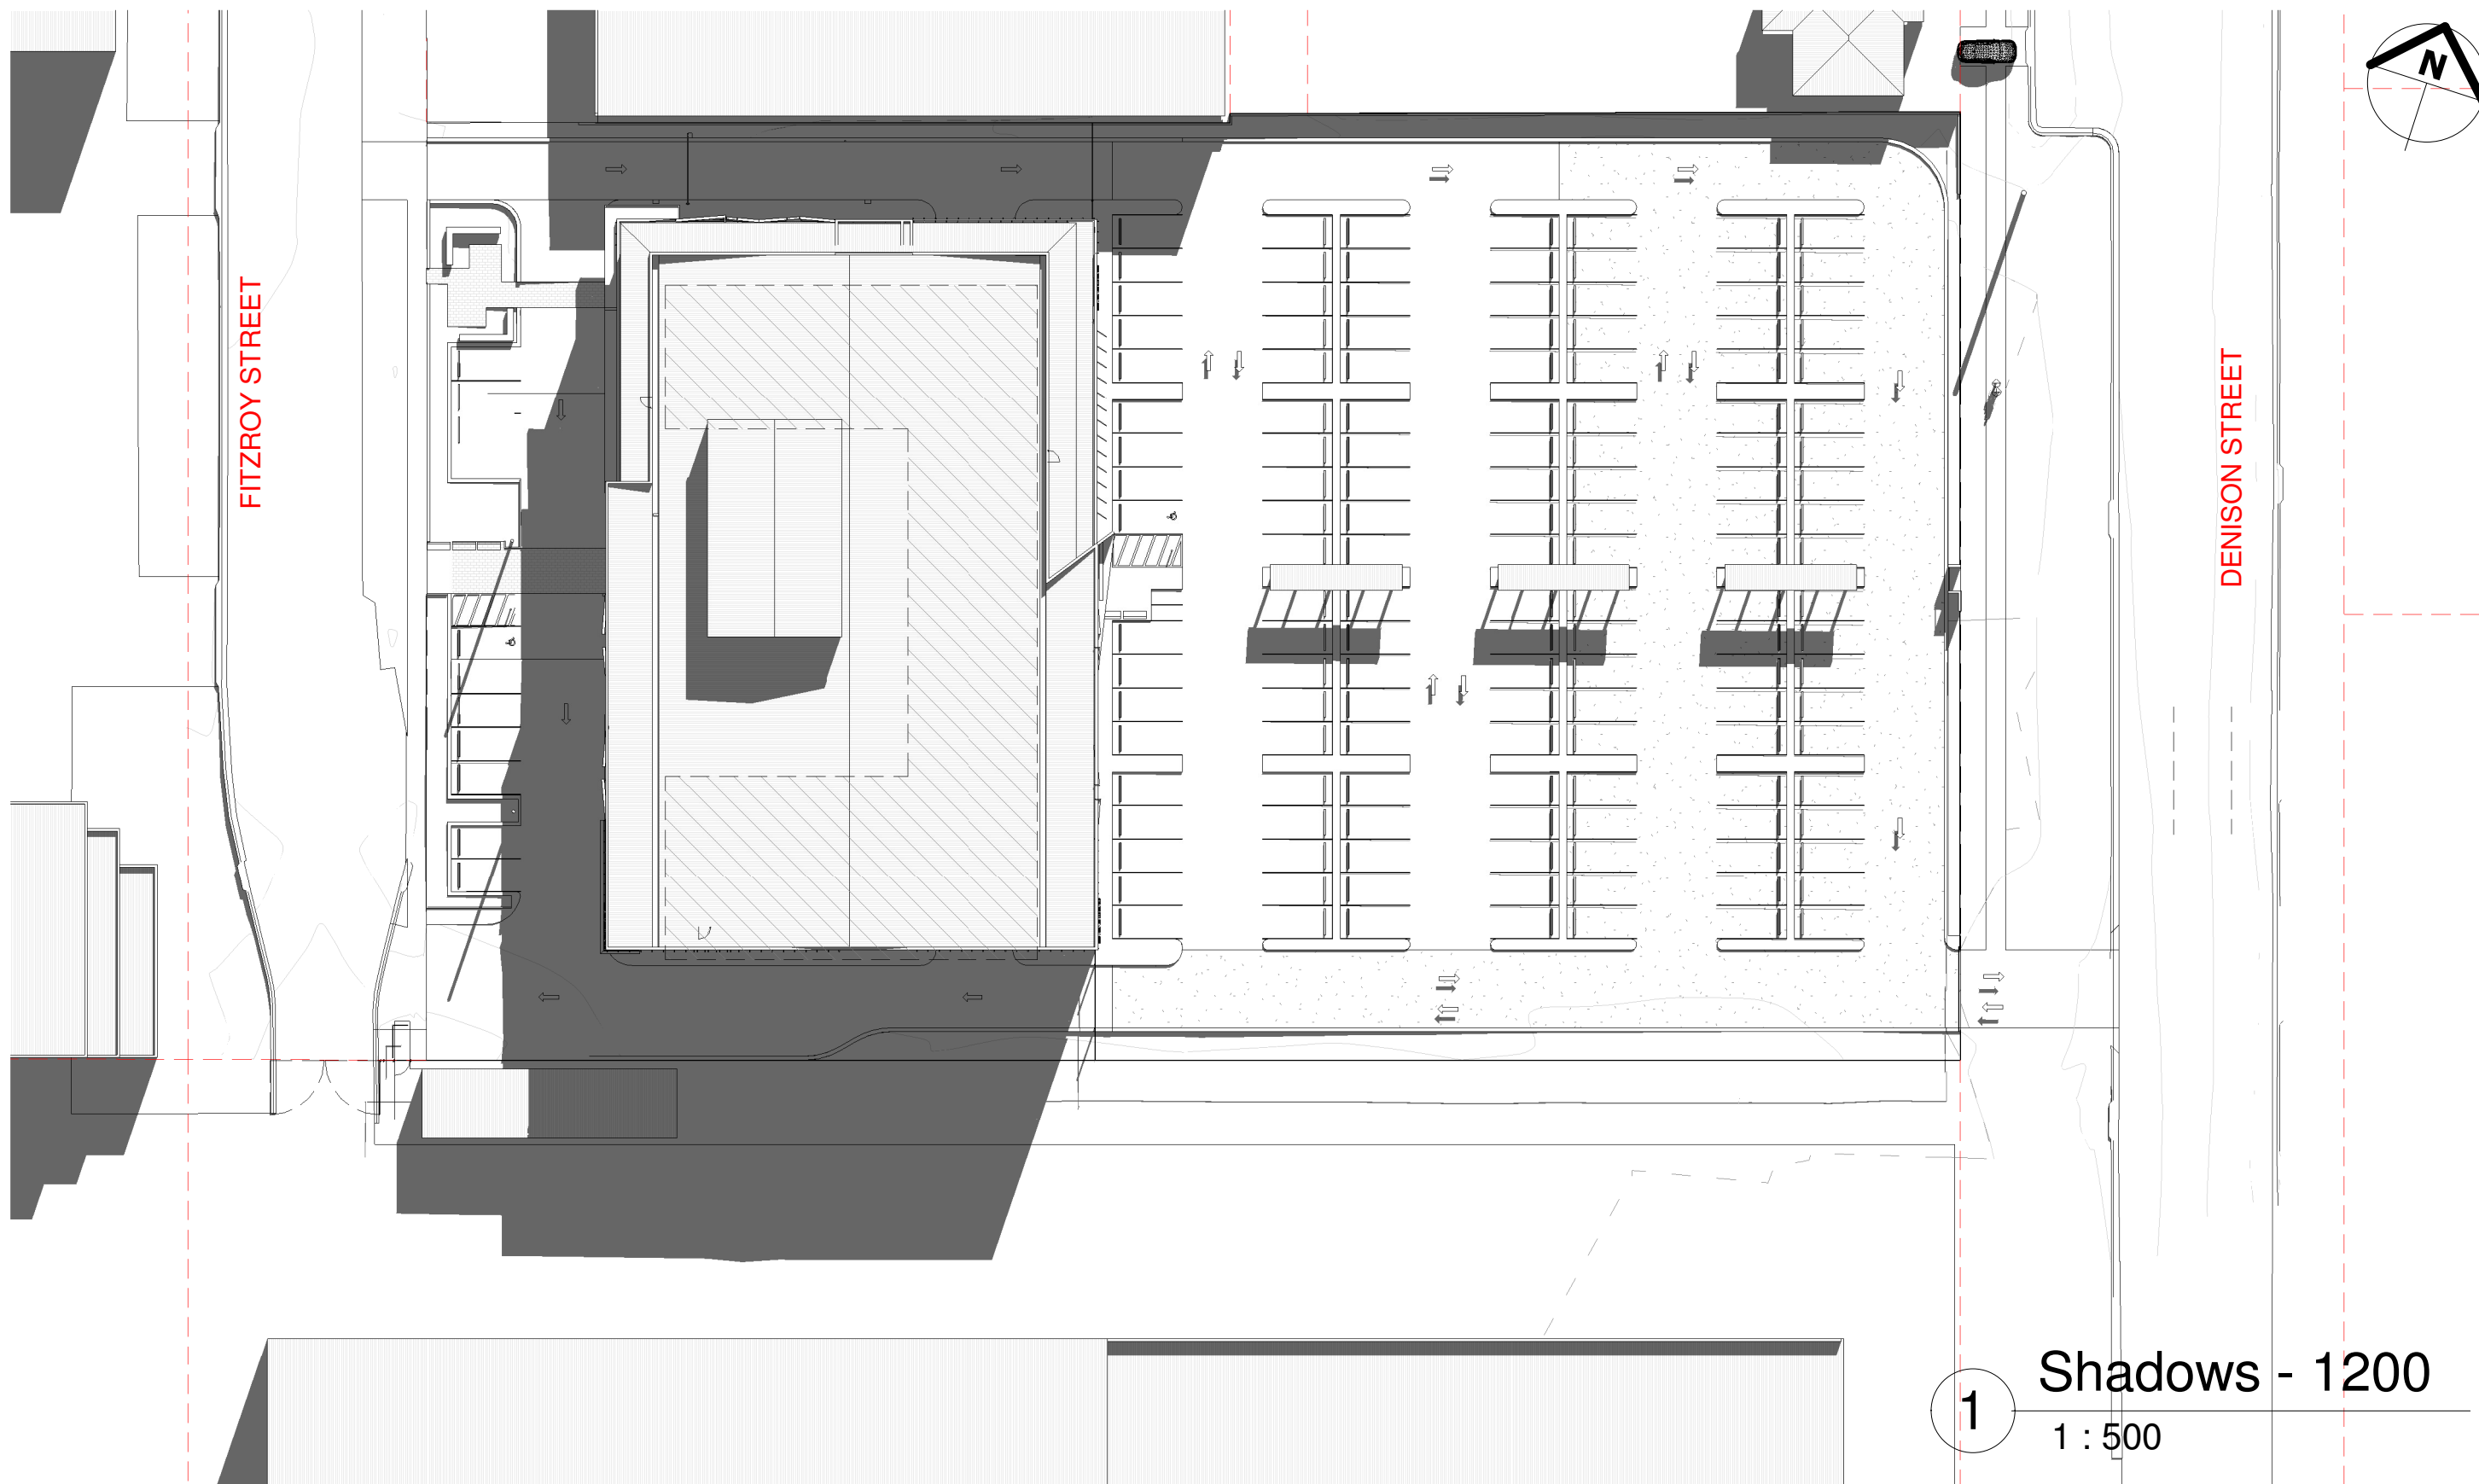 N
FITZROY STREET
DENISON STREET
1
Shadows - 1200
1 : 500